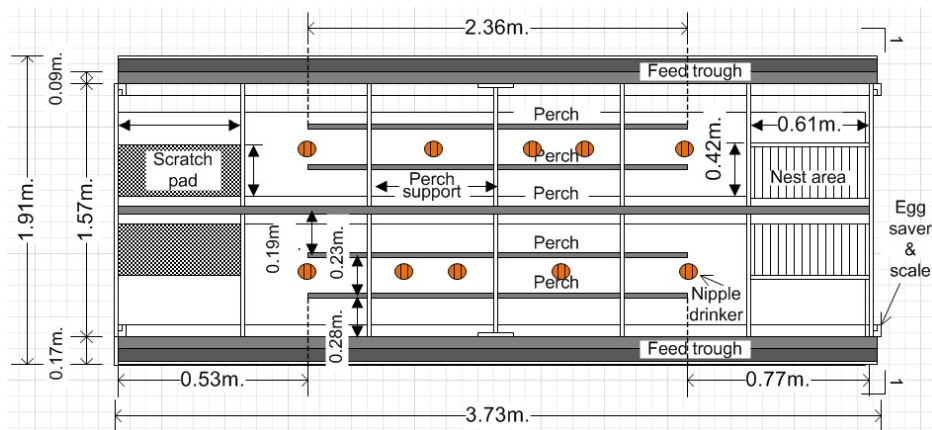 2.36m.
1
Feed trough
0.09m.
Perch
0.61m.
Scratch
pad
Perch
0.42m.
Nest area
Perch
support
Perch
1.91m.
1.57m.
Egg
saver
&
scale
0.19m.
Perch
0.23m.
Perch
Nipple
drinker
0.28m.
Feed trough
0.17m.
0.53m.
0.77m.
1
3.73m.